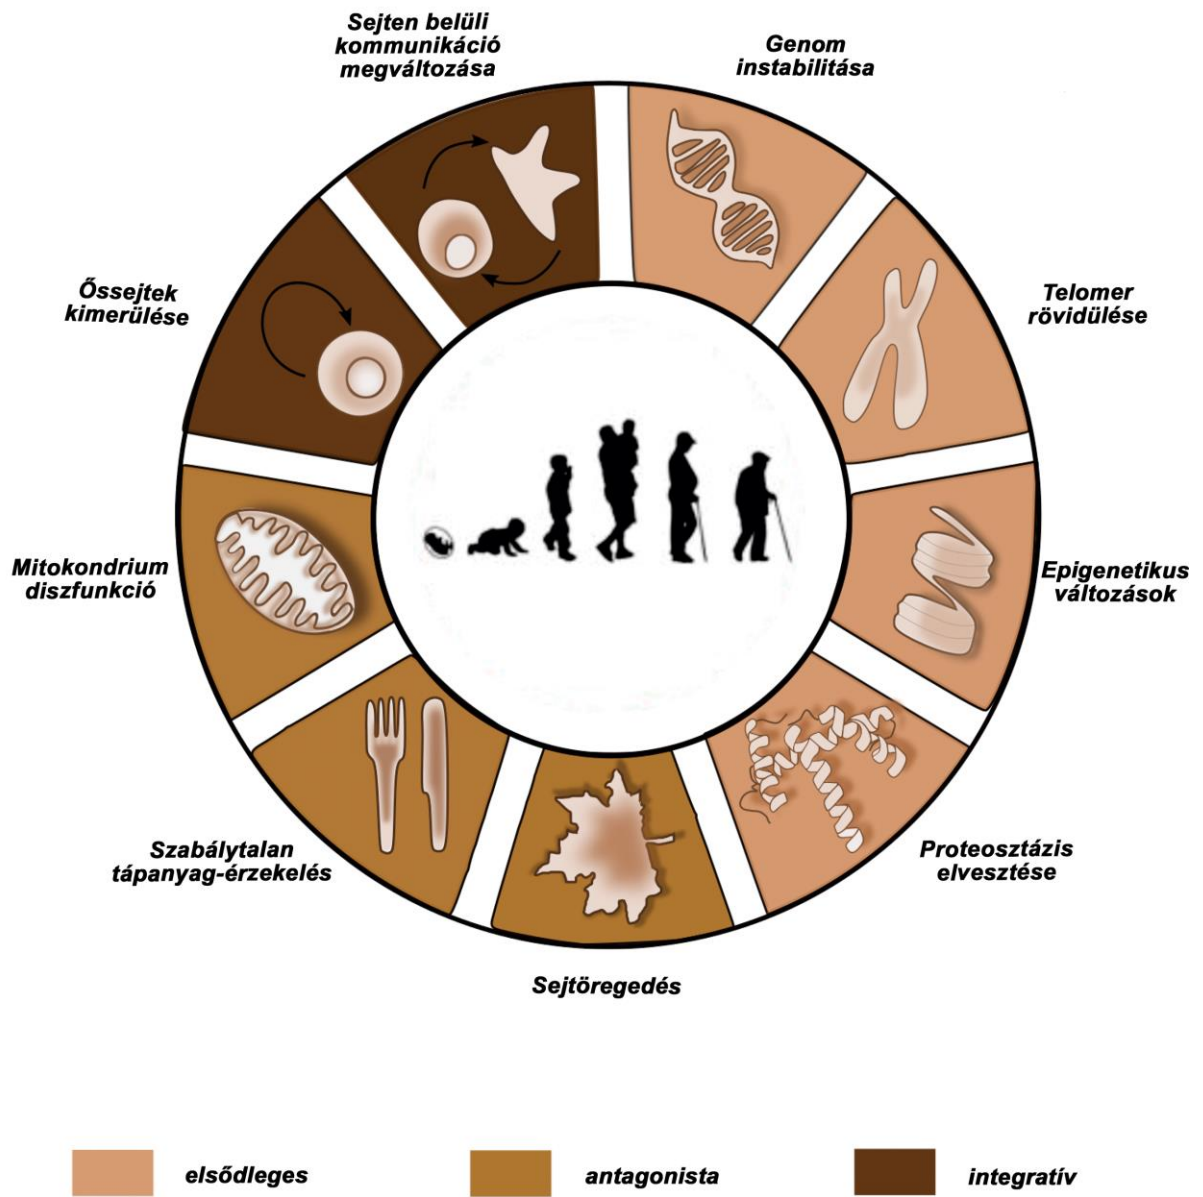 Sejten belüli
kommunikáció
megváltozása
Genom
instabilitása
Telomer
rövidülése
Epigenetikus
változások
Proteosztázis
elvesztése
Sejtöregedés
Szabálytalan
tápanyag-érzekelés
Mitokondrium
diszfunkció
Őssejtek
kimerülése
elsődleges
antagonista
integratív